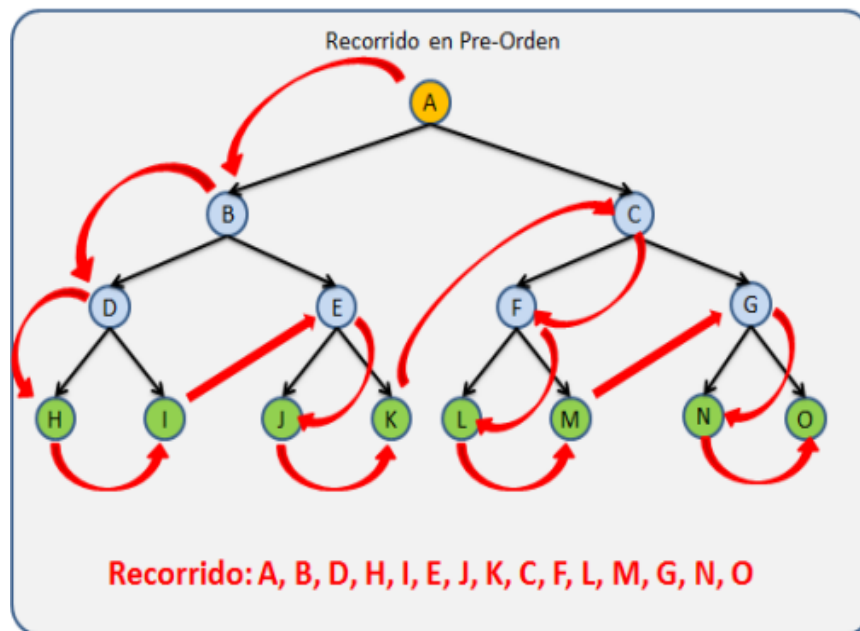 Recorrido en Pre-Orden
A
B C
D E F G
H I J K L M N O
Recorrido: A, B, D, H, I, E, J, K, C, F, L, M, G, N, O